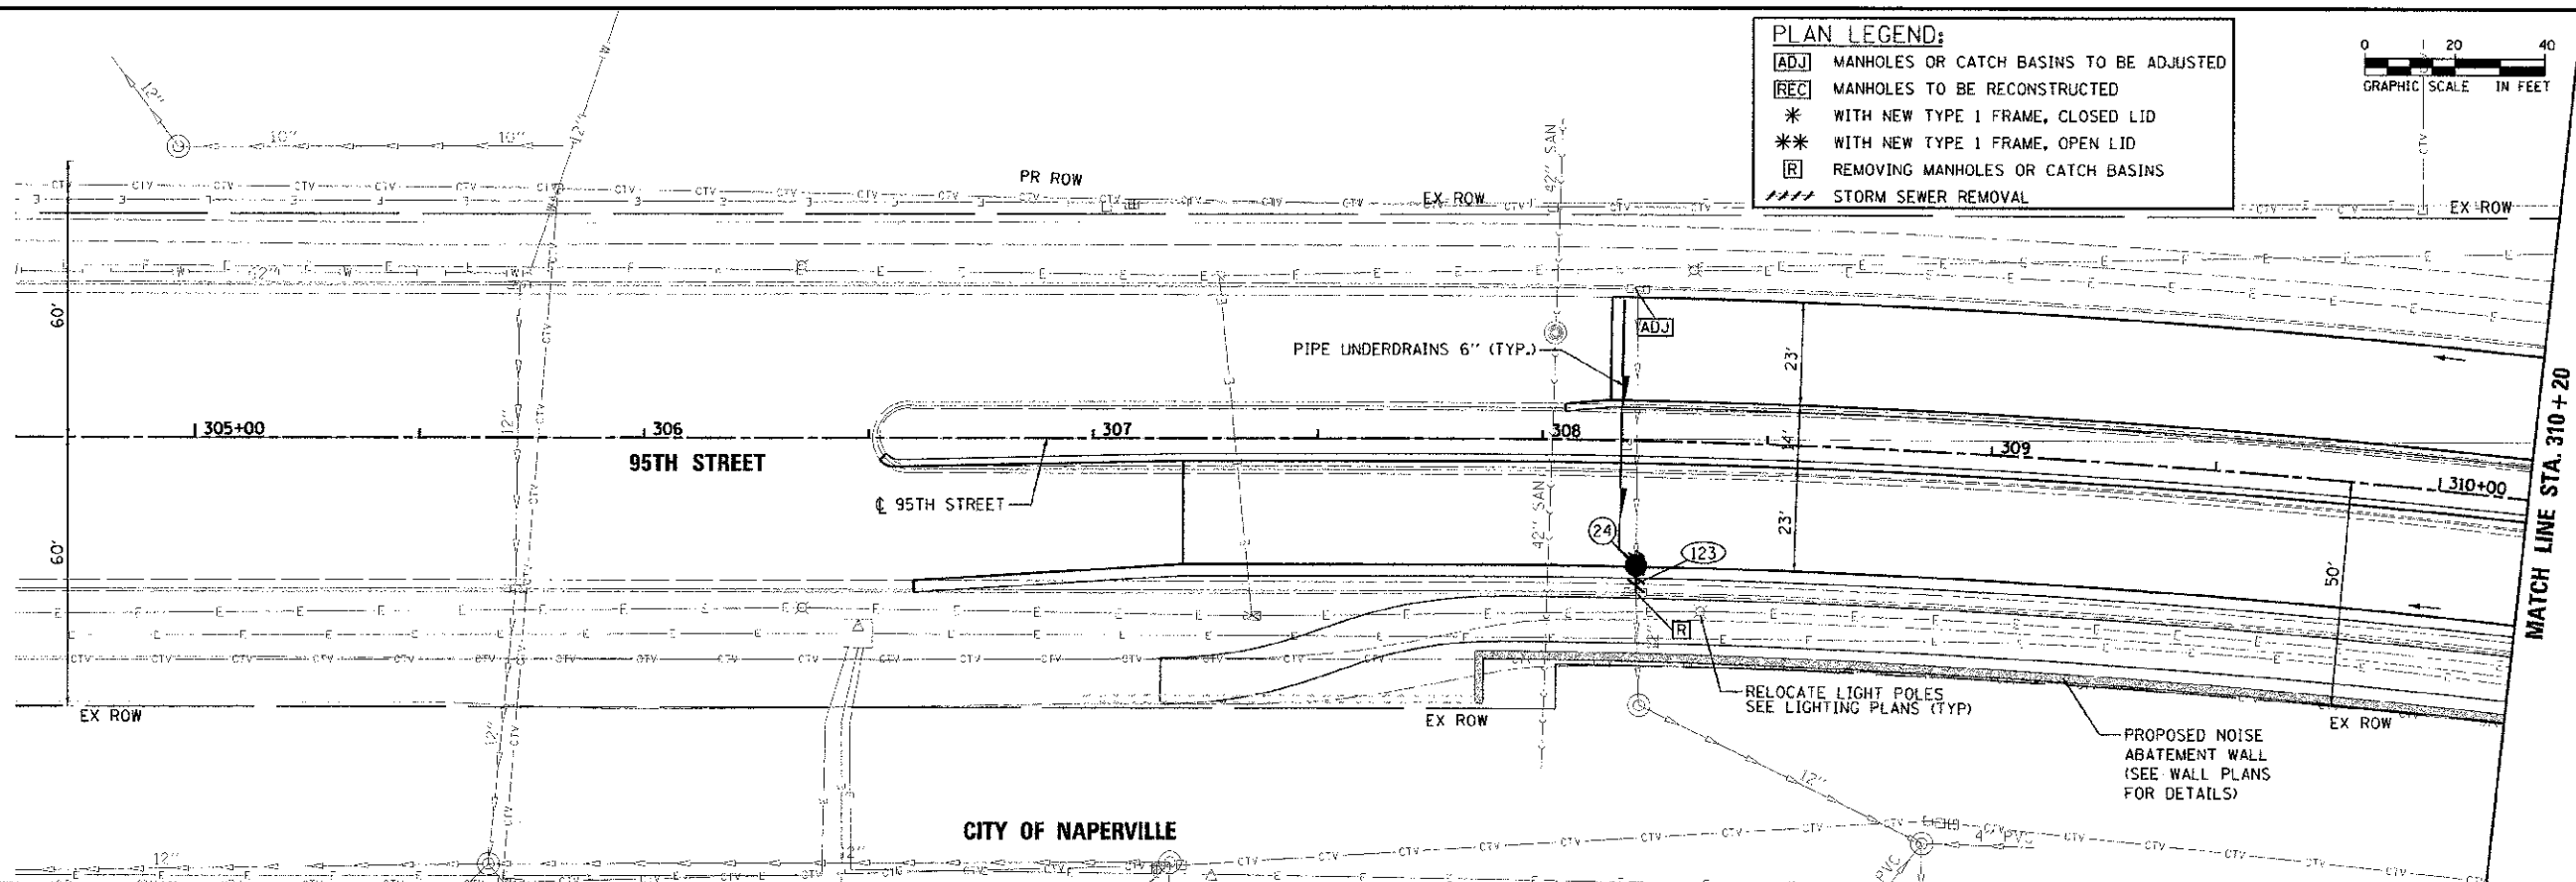 PLAN LEGEND:
ADJ MANHOLES OR CATCH BASINS TO BE ADJUSTED
REC MANHOLES TO BE RECONSTRUCTED
* WITH NEW TYPE 1 FRAME, CLOSED LID
** WITH NEW TYPE 1 FRAME, OPEN LID
R REMOVING MANHOLES OR CATCH BASINS
STORM SEWER REMOVAL
0 20 40
GRAPHIC SCALE IN FEET
12"
10" 10"
12"
42" SAN
PR ROW
EX ROW
EX ROW
12"
60'
ADJ
PIPE UNDERDRAINS 6" (TYP.)
23'
305+00 306 307 308 309 310+00
14'
95TH STREET
℄ 95TH STREET
12"
42" SAN
24
123
23'
50'
60'
R
MATCH LINE STA. 310+20
EX ROW
EX ROW
EX ROW
RELOCATE LIGHT POLES
SEE LIGHTING PLANS (TYP)
PROPOSED NOISE
ABATEMENT WALL
(SEE WALL PLANS
FOR DETAILS)
12"
12"
CITY OF NAPERVILLE
4" PVC
12"
12"
PVC